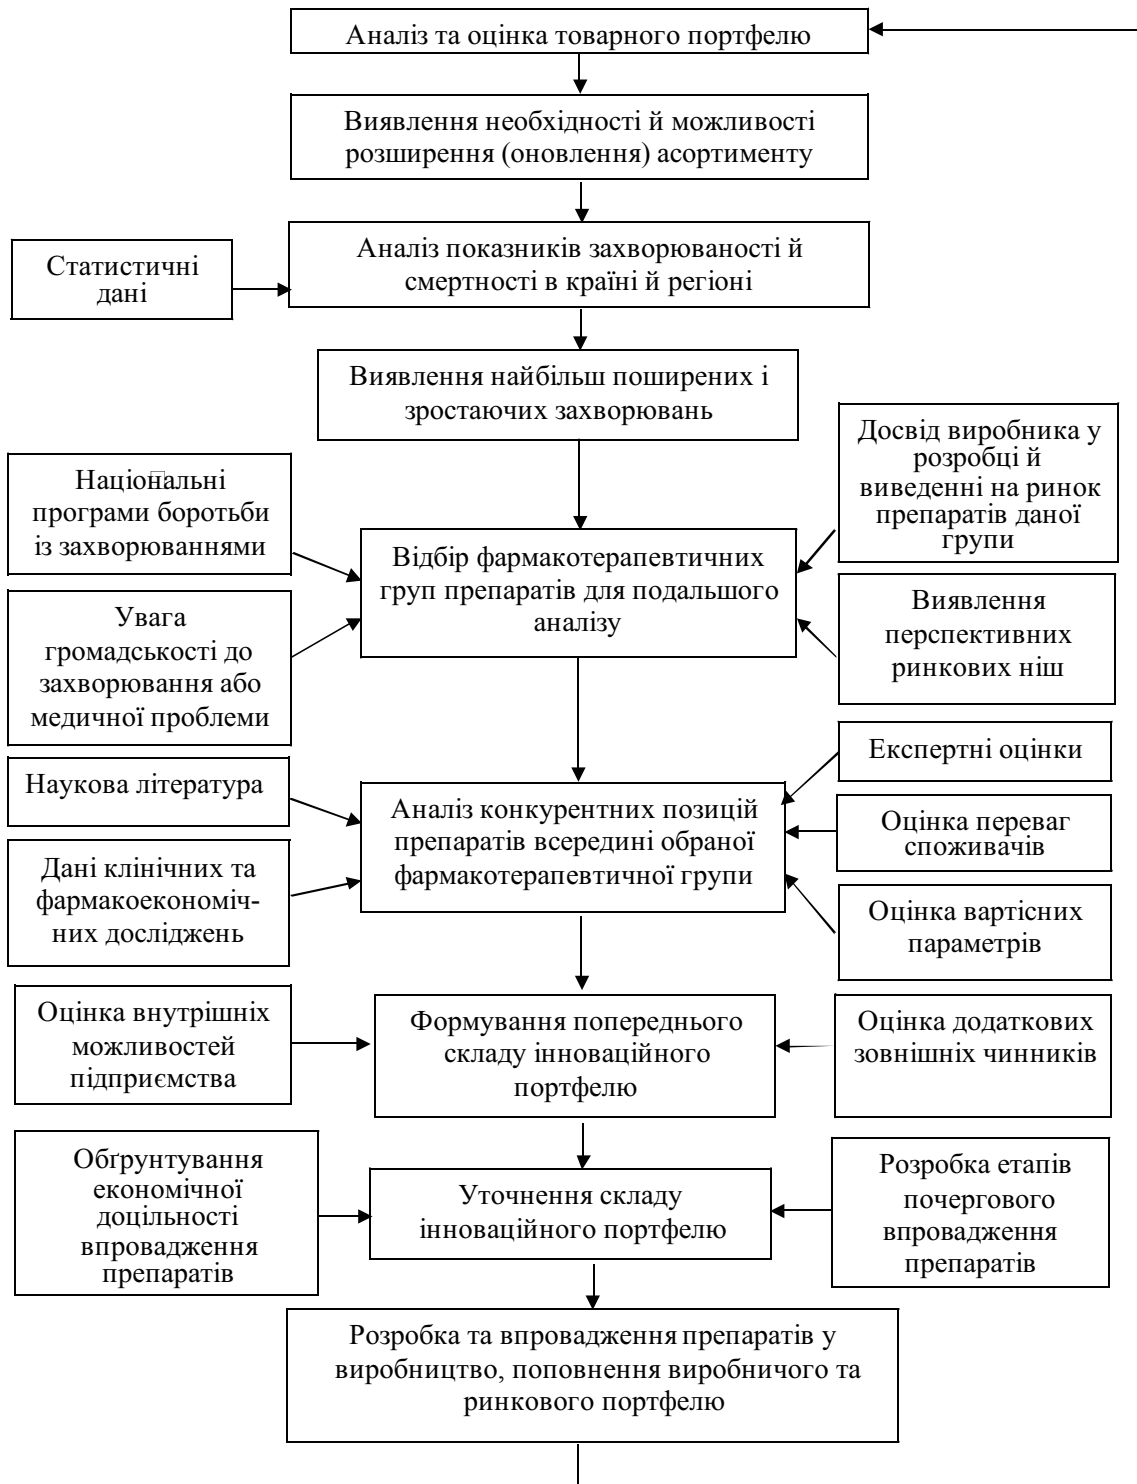 Аналіз та оцінка товарного портфелю
Виявлення необхідності й можливості
розширення (оновлення) асортименту
Аналіз показників захворюваності й
смертності в країні й регіоні
Статистичні
дані
Виявлення найбільш поширених і
зростаючих захворювань
Досвід виробника у
розробці й
виведенні на ринок
препаратів даної
групи
Національні
програми боротьби
із захворюваннями
Відбір фармакотерапевтичних
груп препаратів для подальшого
аналізу
Увага
громадськості до
захворювання або
медичної проблеми
Виявлення
перспективних
ринкових ніш
Експертні оцінки
Наукова література
Аналіз конкурентних позицій
препаратів всередині обраної
фармакотерапевтичної групи
Оцінка переваг
споживачів
Дані клінічних та
фармакоекономіч-
них досліджень
Оцінка вартісних
параметрів
Оцінка внутрішніх
можливостей
підприємства
Формування попереднього
складу інноваційного
портфелю
Оцінка додаткових
зовнішніх чинників
Обґрунтування
економічної
доцільності
впровадження
препаратів
Уточнення складу
інноваційного портфелю
Розробка етапів
почергового
впровадження
препаратів
Розробка та впровадження препаратів у
виробництво, поповнення виробничого та
ринкового портфелю